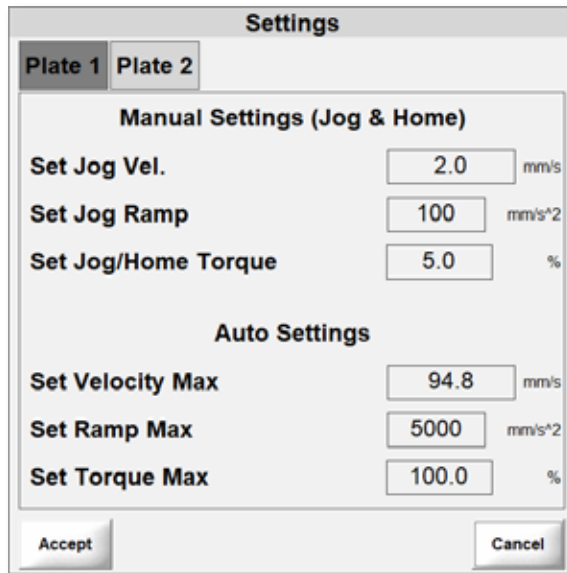 Settings
Plate 1 Plate 2
Manual Settings (Jog & Home)
Set Jog Vel. 2.0 mm/s
Set Jog Ramp 100 mm/s^2
Set Jog/Home Torque 5.0 %
Auto Settings
Set Velocity Max 94.8 mm/s
Set Ramp Max 5000 mm/s^2
Set Torque Max 100.0 %
Accept Cancel